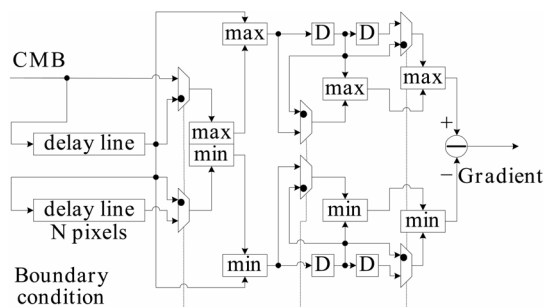 max
D
D
CMB
max
max
delay line
max
min
+
delay line
− Gradient
N pixels
min
min
Boundary
condition
min
D
D